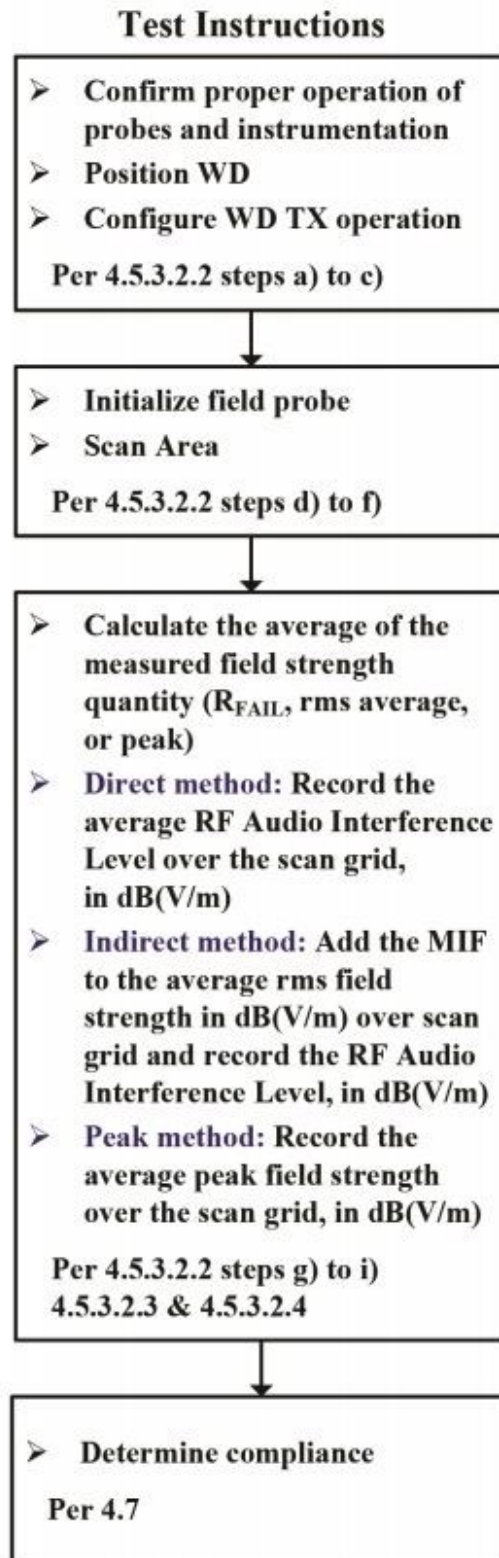 Test Instructions
➢ Confirm proper operation of
probes and instrumentation
➢ Position WD
➢ Configure WD TX operation
Per 4.5.3.2.2 steps a) to c)
➢ Initialize field probe
➢ Scan Area
Per 4.5.3.2.2 steps d) to f)
➢ Calculate the average of the
measured field strength
quantity (RFAIL, rms average,
or peak)
➢ Direct method: Record the
average RF Audio Interference
Level over the scan grid,
in dB(V/m)
➢ Indirect method: Add the MIF
to the average rms field
strength in dB(V/m) over scan
grid and record the RF Audio
Interference Level, in dB(V/m)
➢ Peak method: Record the
average peak field strength
over the scan grid, in dB(V/m)
Per 4.5.3.2.2 steps g) to i)
4.5.3.2.3 & 4.5.3.2.4
➢ Determine compliance
Per 4.7